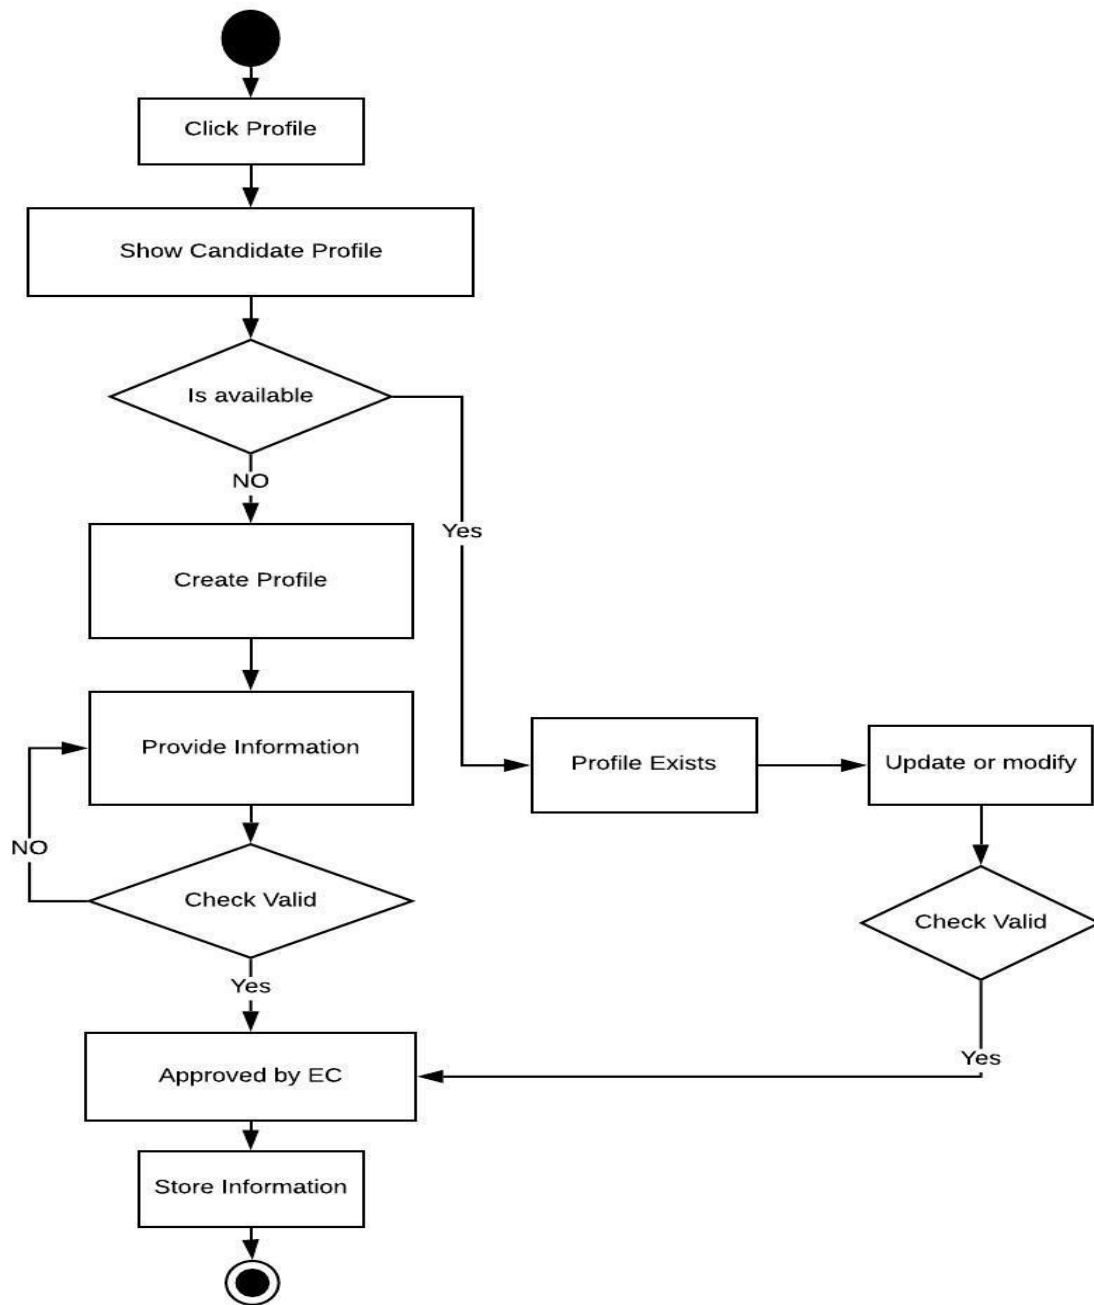 Click Profile
Show Candidate Profile
Is available
NO
Yes
Create Profile
Provide Information
Profile Exists
Update or modify
NO
Check Valid
Check Valid
Yes
Yes
Approved by EC
Store Information